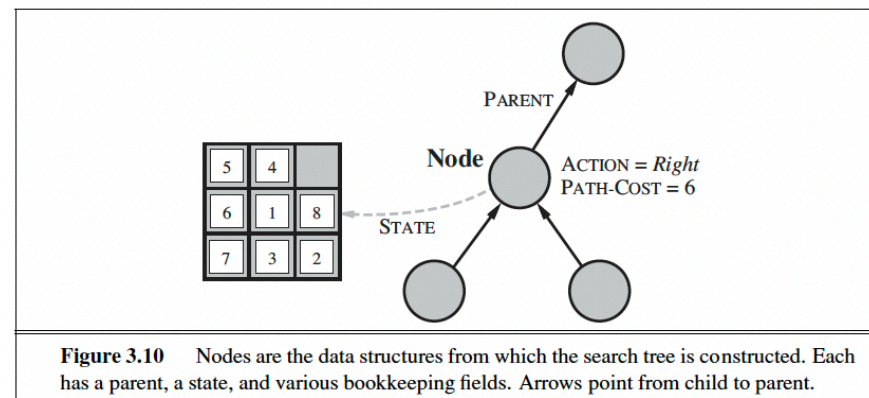 PARENT
Node
ACTION = Right
PATH-COST = 6
5 4
6 1 8
STATE
7 3 2
Figure 3.10 Nodes are the data structures from which the search tree is constructed. Each
has a parent, a state, and various bookkeeping fields. Arrows point from child to parent.